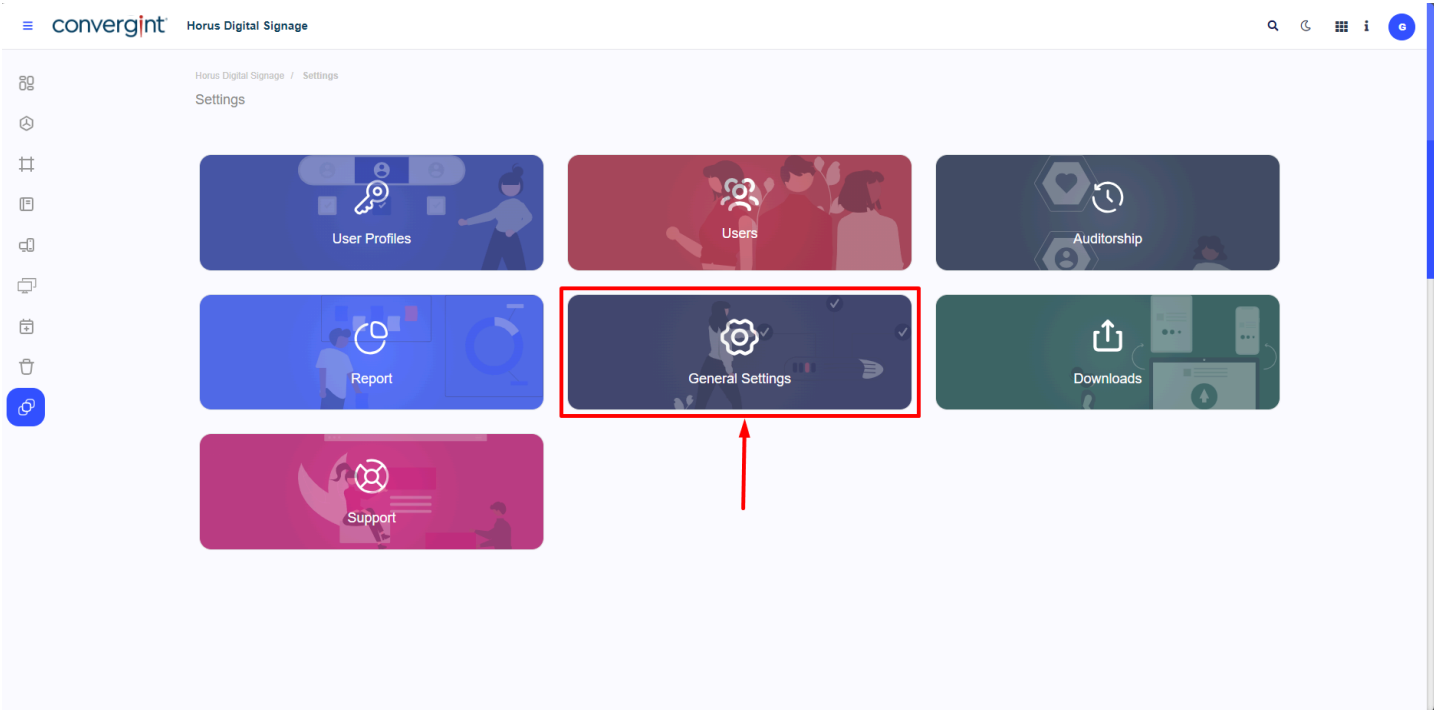 convergint Horus Digital Signage
G
Horus Digital Signage / Settings
Settings
User Profiles
Users
Auditorship
Report
General Settings
Downloads
Support